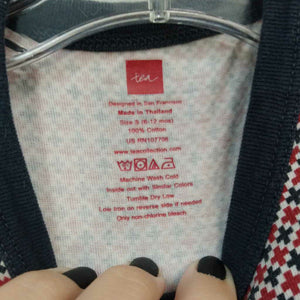 tea
Designed in San Francisco
Made in Thailand
Size S (6-12 mos)
100% Cotton
US RN107706
www.teacollection.com
Machine Wash Cold
Inside out with Similar Colors
Tumble Dry Low
Low Iron on reverse side if needed
Only non-chlorine bleach